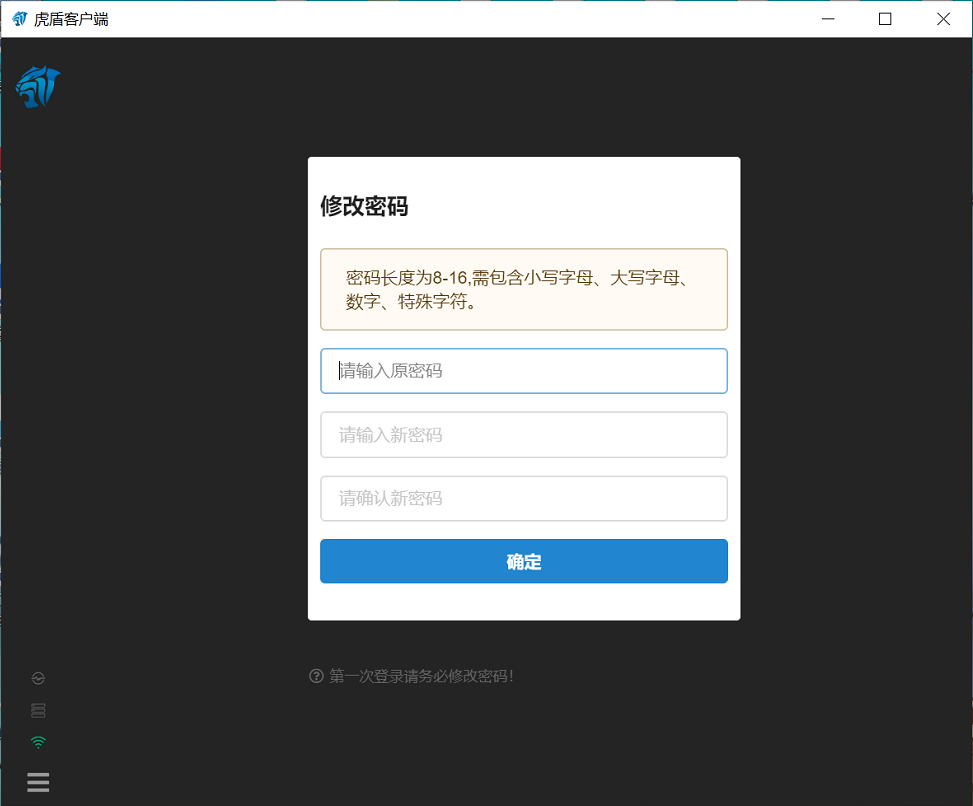 虎盾客户端
修改密码
密码长度为8-16,需包含小写字母、大写字母、
数字、特殊字符。
请输入原密码
请输入新密码
请确认新密码
确定
第一次登录请务必修改密码!